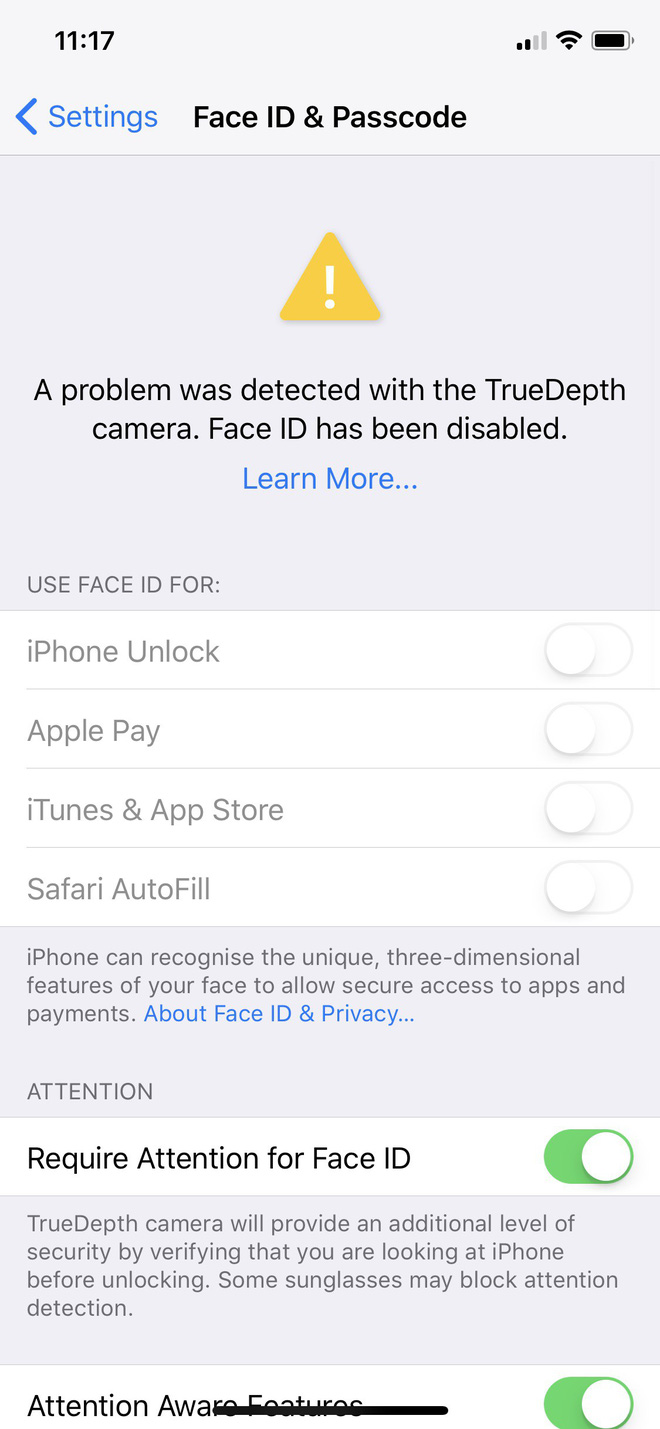 11:17
Settings
Face ID & Passcode
A problem was detected with the TrueDepth
camera. Face ID has been disabled.
Learn More...
USE FACE ID FOR:
iPhone Unlock
Apple Pay
iTunes & App Store
Safari AutoFill
iPhone can recognise the unique, three-dimensional
features of your face to allow secure access to apps and
payments. About Face ID & Privacy...
ATTENTION
Require Attention for Face ID
TrueDepth camera will provide an additional level of
security by verifying that you are looking at iPhone
before unlocking. Some sunglasses may block attention
detection.
Attention Aware Features